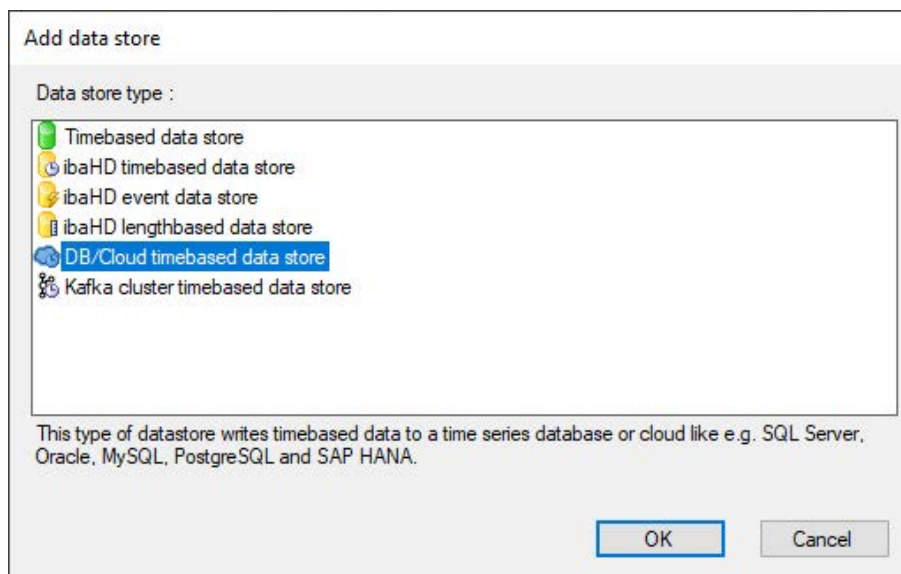 Add data store
Data store type :
Timebased data store
ibaHD timebased data store
ibaHD event data store
ibaHD lengthbased data store
DB/Cloud timebased data store
Kafka cluster timebased data store
This type of datastore writes timebased data to a time series database or cloud like e.g. SQL Server,
Oracle, MySQL, PostgreSQL and SAP HANA.
OK Cancel